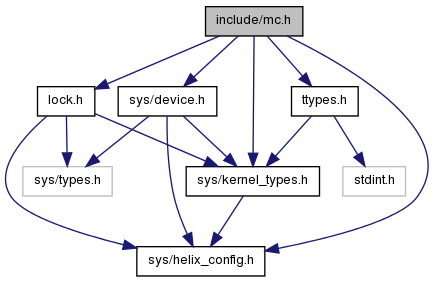 include/mc.h
lock.h
sys/device.h
ttypes.h
sys/types.h
sys/kernel_types.h
stdint.h
sys/helix_config.h